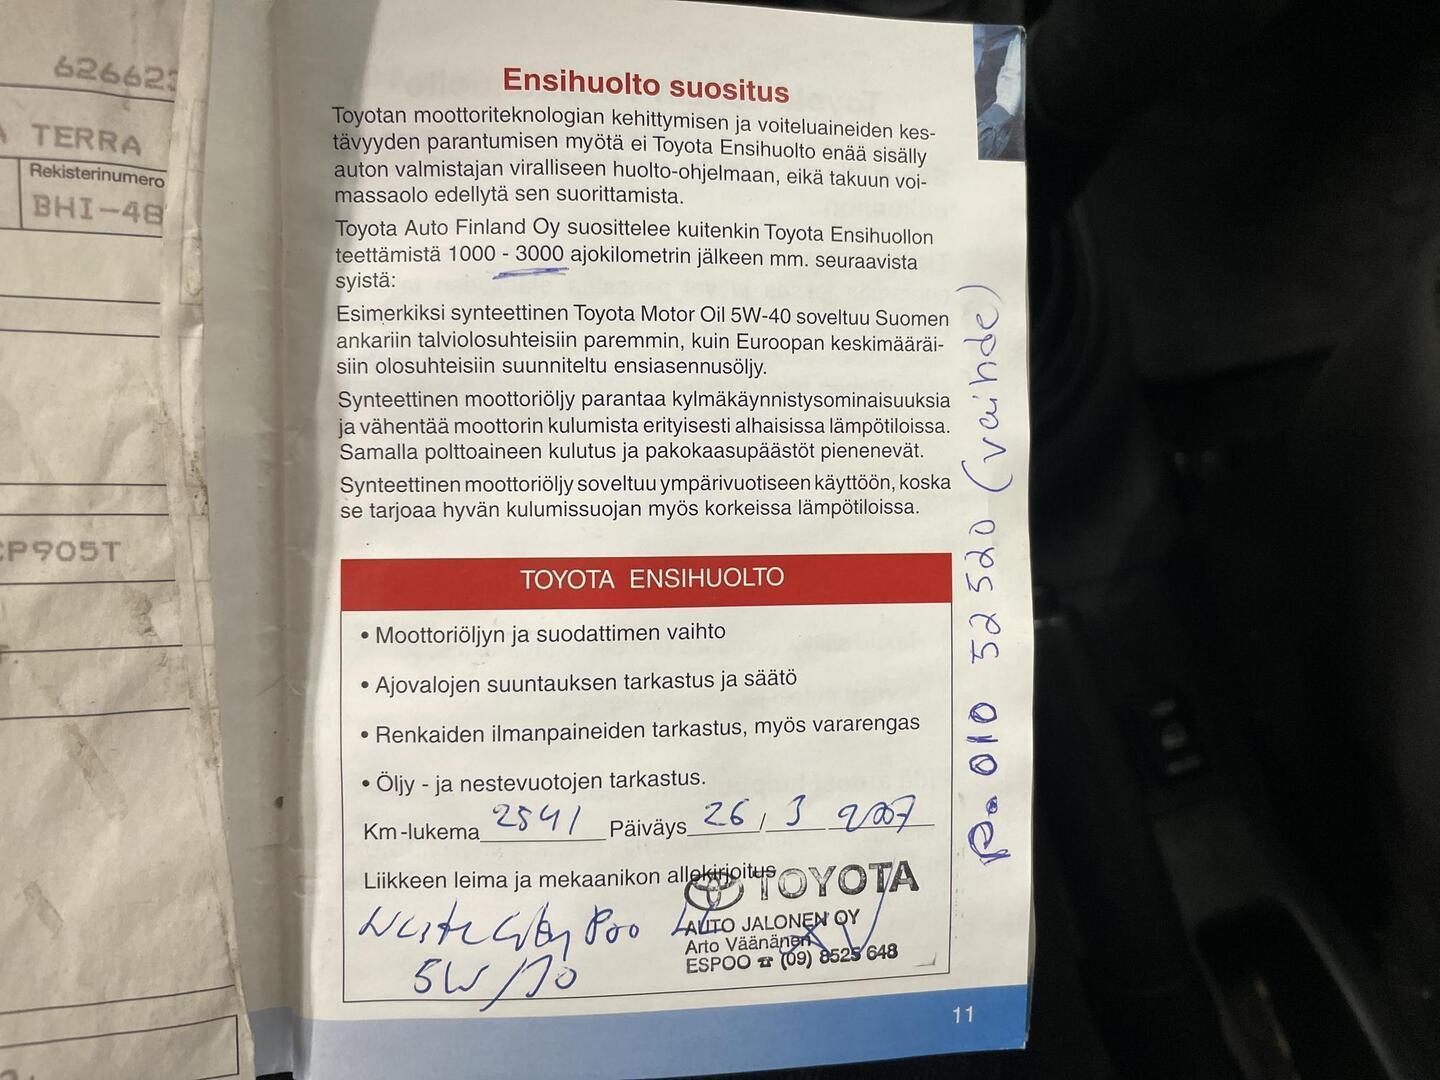 626623
TERRA
Rekisterinumero
BHI-48
CP905T
Ensihuolto suositus
Toyotan moottoriteknologian kehittymisen ja voiteluaineiden kes-
tävyyden parantumisen myötä ei Toyota Ensihuolto enää sisälly
auton valmistajan viralliseen huolto-ohjelmaan, eikä takuun voi-
massaolo edellytä sen suorittamista.
Toyota Auto Finland Oy suosittelee kuitenkin Toyota Ensihuollon
teettämistä 1000 - 3000 ajokilometrin jälkeen mm. seuraavista
syistä:
Esimerkiksi synteettinen Toyota Motor Oil 5W-40 soveltuu Suomen
ankariin talviolosuhteisiin paremmin, kuin Euroopan keskimääräi-
siin olosuhteisiin suunniteltu ensiasennusöljy.
Synteettinen moottoriöljy parantaa kylmäkäynnistysominaisuuksia
ja vähentää moottorin kulumista erityisesti alhaisissa lämpötiloissa.
Samalla polttoaineen kulutus ja pakokaasupäästöt pienenevät.
Synteettinen moottoriöljy soveltuu ympärivuotiseen käyttöön, koska
se tarjoaa hyvän kulumissuojan myös korkeissa lämpötiloissa.
TOYOTA ENSIHUOLTO
• Moottoriöljyn ja suodattimen vaihto
• Ajovalojen suuntauksen tarkastus ja säätö
• Renkaiden ilmanpaineiden tarkastus, myös vararengas
• Öljy - ja nestevuotojen tarkastus.
Km-lukema 2541 Päiväys 26 / 3 2007
Liikkeen leima ja mekaanikon allekirjoitus
TOYOTA
AUTO JALONEN OY
Arto Väänänen
ESPOO ☎ (09) 8525 648
Pro
5W/
11
P. 010 52 520 (vaihde)